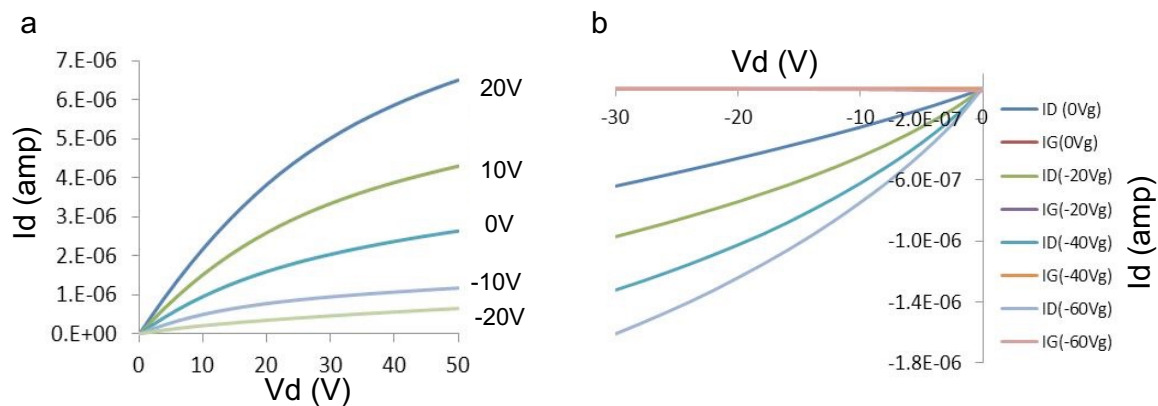 a
7.E-06
6.E-06
5.E-06
4.E-06
3.E-06
2.E-06
1.E-06
0.E+00
Id (amp)
0 10 20 30 40 50
Vd (V)
20V
10V
0V
-10V
-20V
b
Vd (V)
-30 -20 -10 0
-2.0E-07
-6.0E-07
-1.0E-06
-1.4E-06
-1.8E-06
Id (amp)
ID (0Vg)
IG(0Vg)
ID(-20Vg)
IG(-20Vg)
ID(-40Vg)
IG(-40Vg)
ID(-60Vg)
IG(-60Vg)